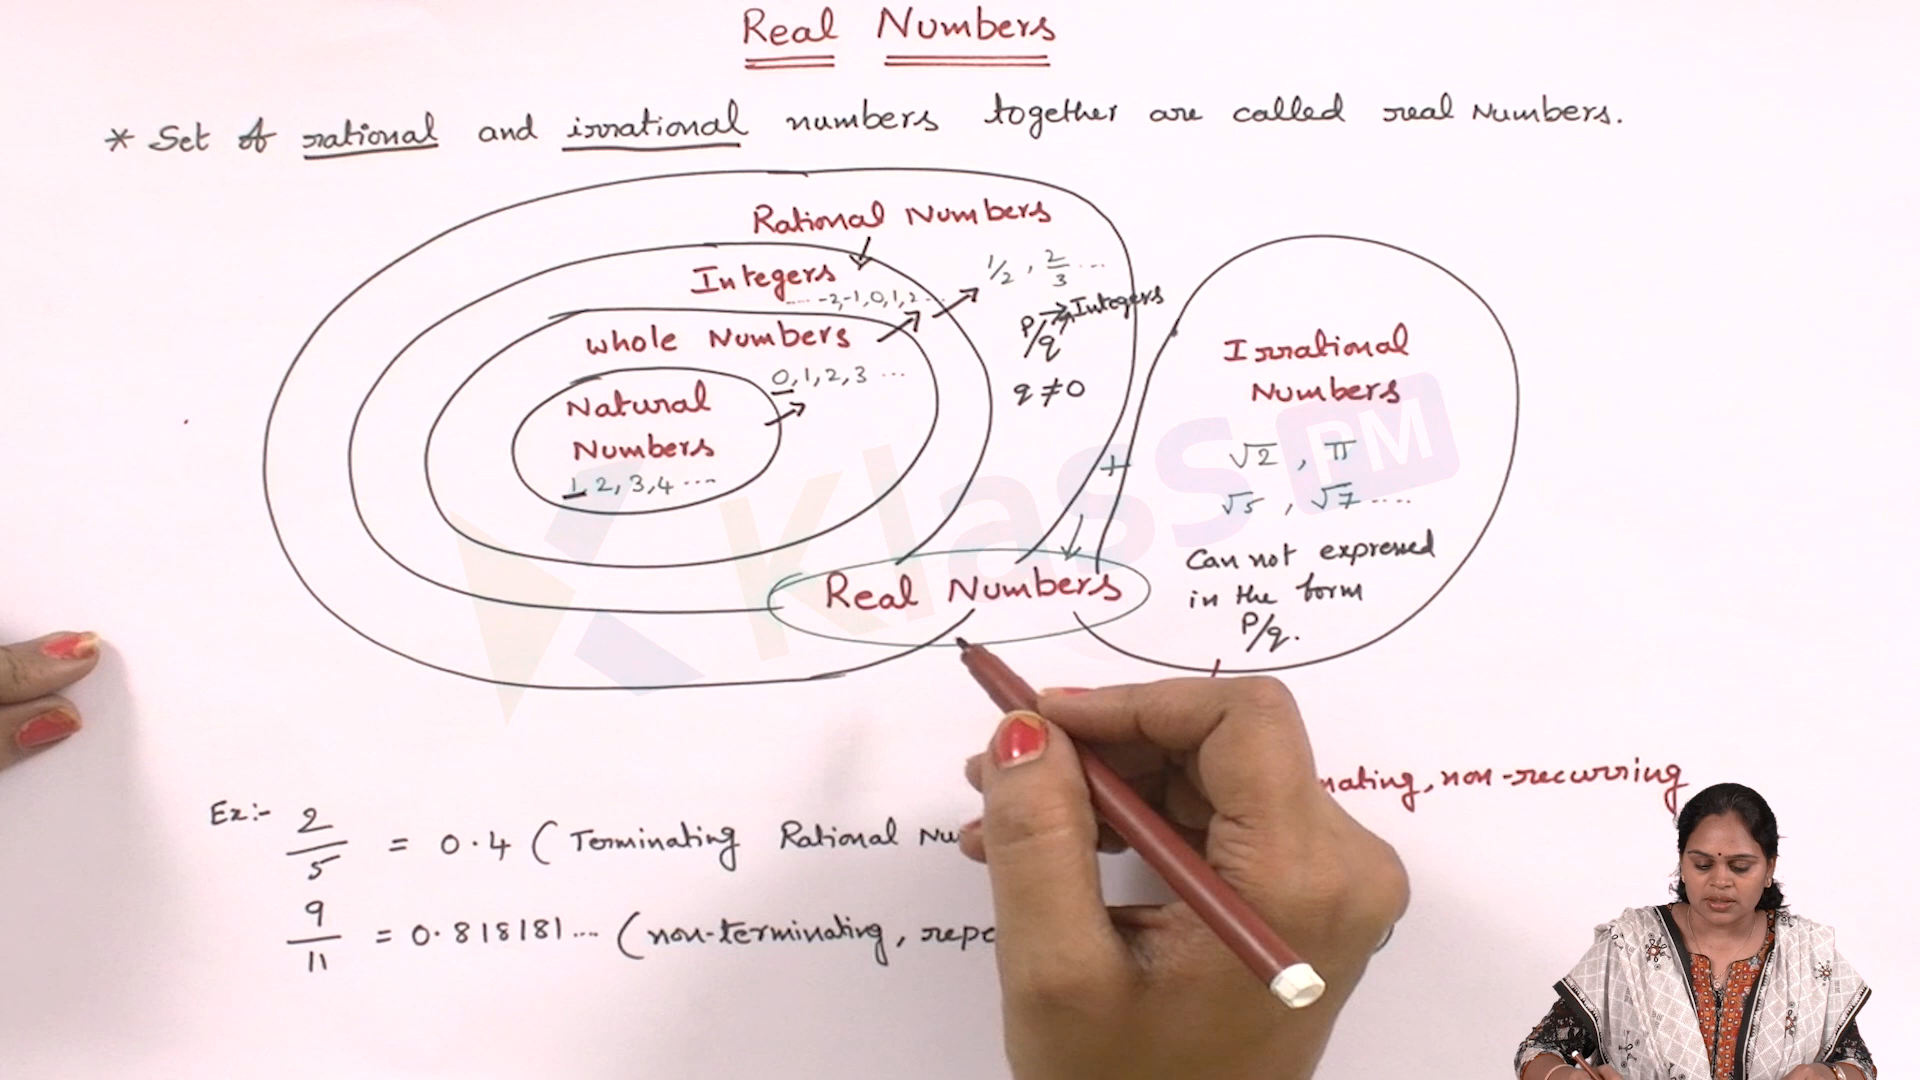 Real Numbers
* Set of rational and irrational numbers together are called real Numbers.
Rational Numbers
1/2, 2/3 ...
p/q → Integers
q ≠ 0
Integers
.... -2,-1,0,1,2 ...
Whole Numbers
0,1,2,3 ...
Natural
Numbers
1,2,3,4 ....
+
Real Numbers
Irrational
Numbers
√2, π
√5, √7 ....
Can not expressed
in the form
P/q.
nating, non-recurring
Ex:- 2/5 = 0.4 (Terminating Rational Nu
9/11 = 0.818181.... (non-terminating, repe
Klass PM